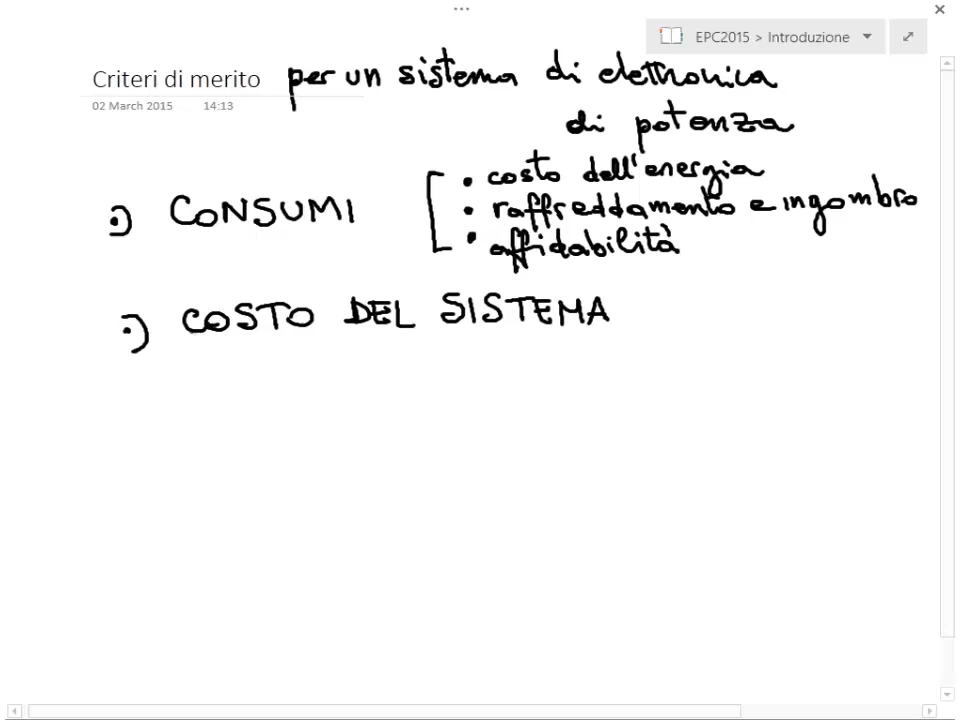 EPC2015 > Introduzione
Criteri di merito per un sistema di elettronica
di potenza
02 March 2015 14:13
·) CONSUMI
• costo dell'energia
• raffreddamento e ingombro
• affidabilità
·) COSTO DEL SISTEMA